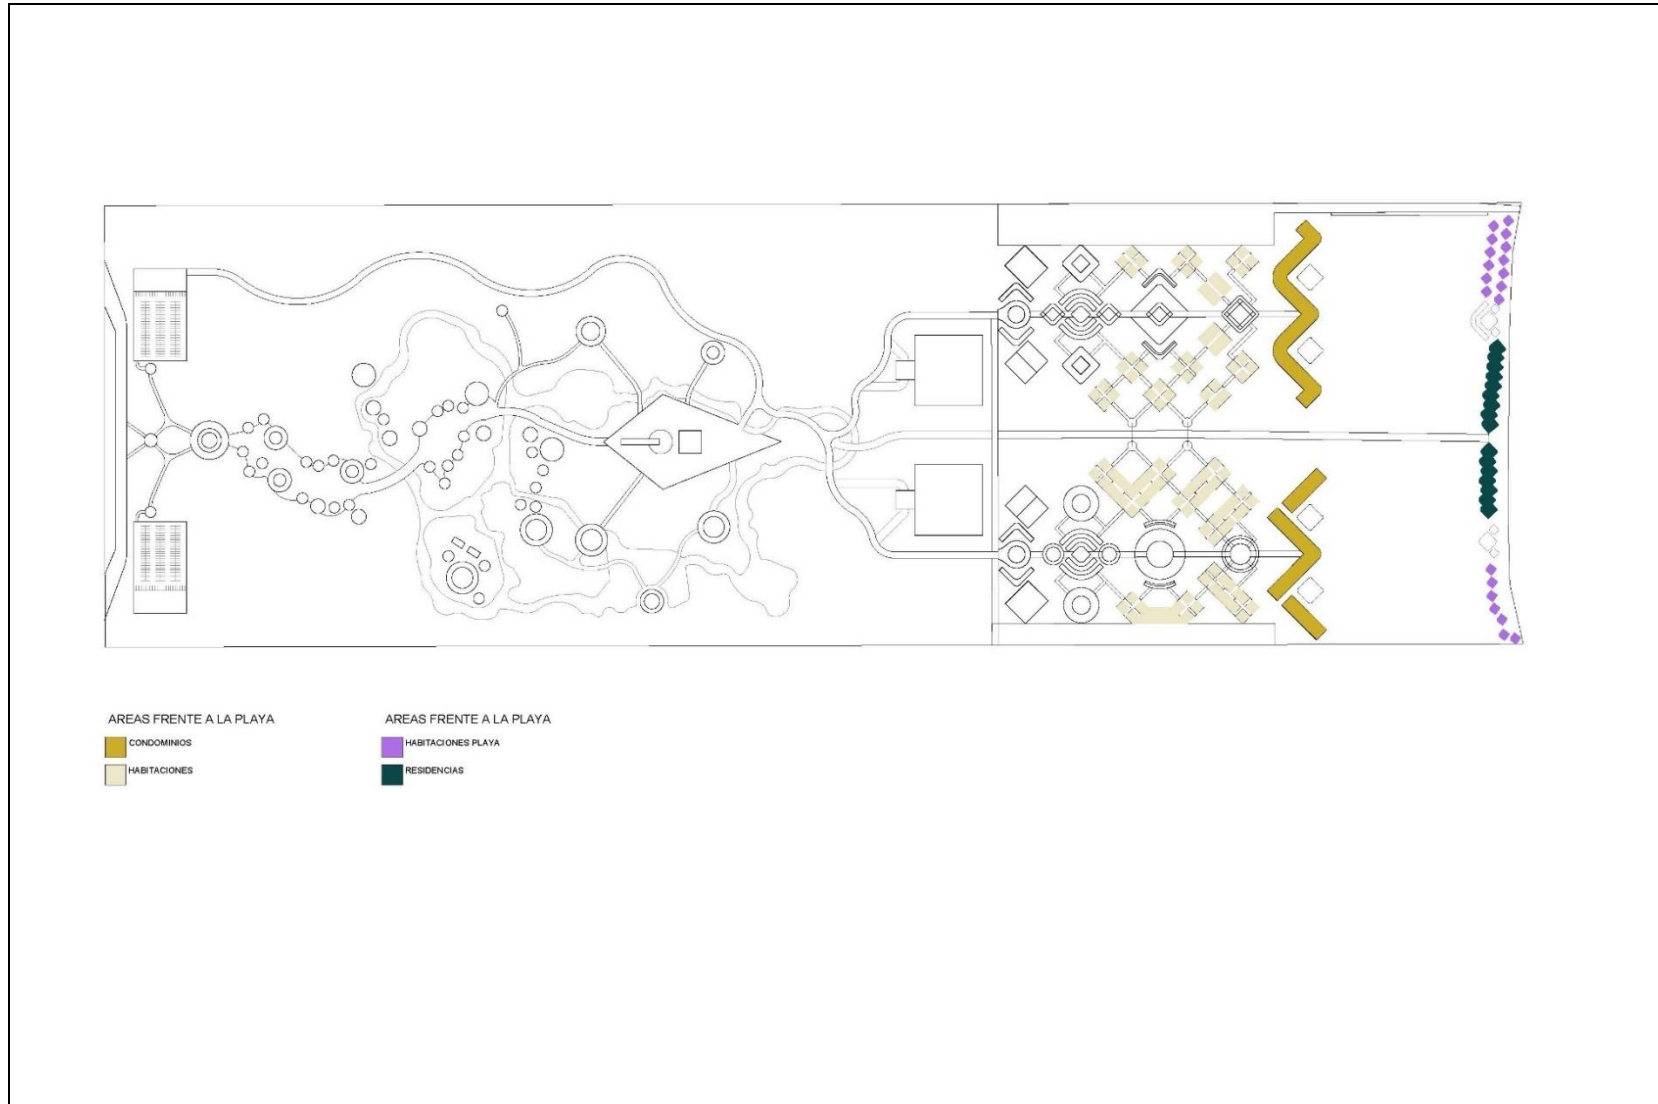 AREAS FRENTE A LA PLAYA
CONDOMINIOS
HABITACIONES
AREAS FRENTE A LA PLAYA
HABITACIONES PLAYA
RESIDENCIAS